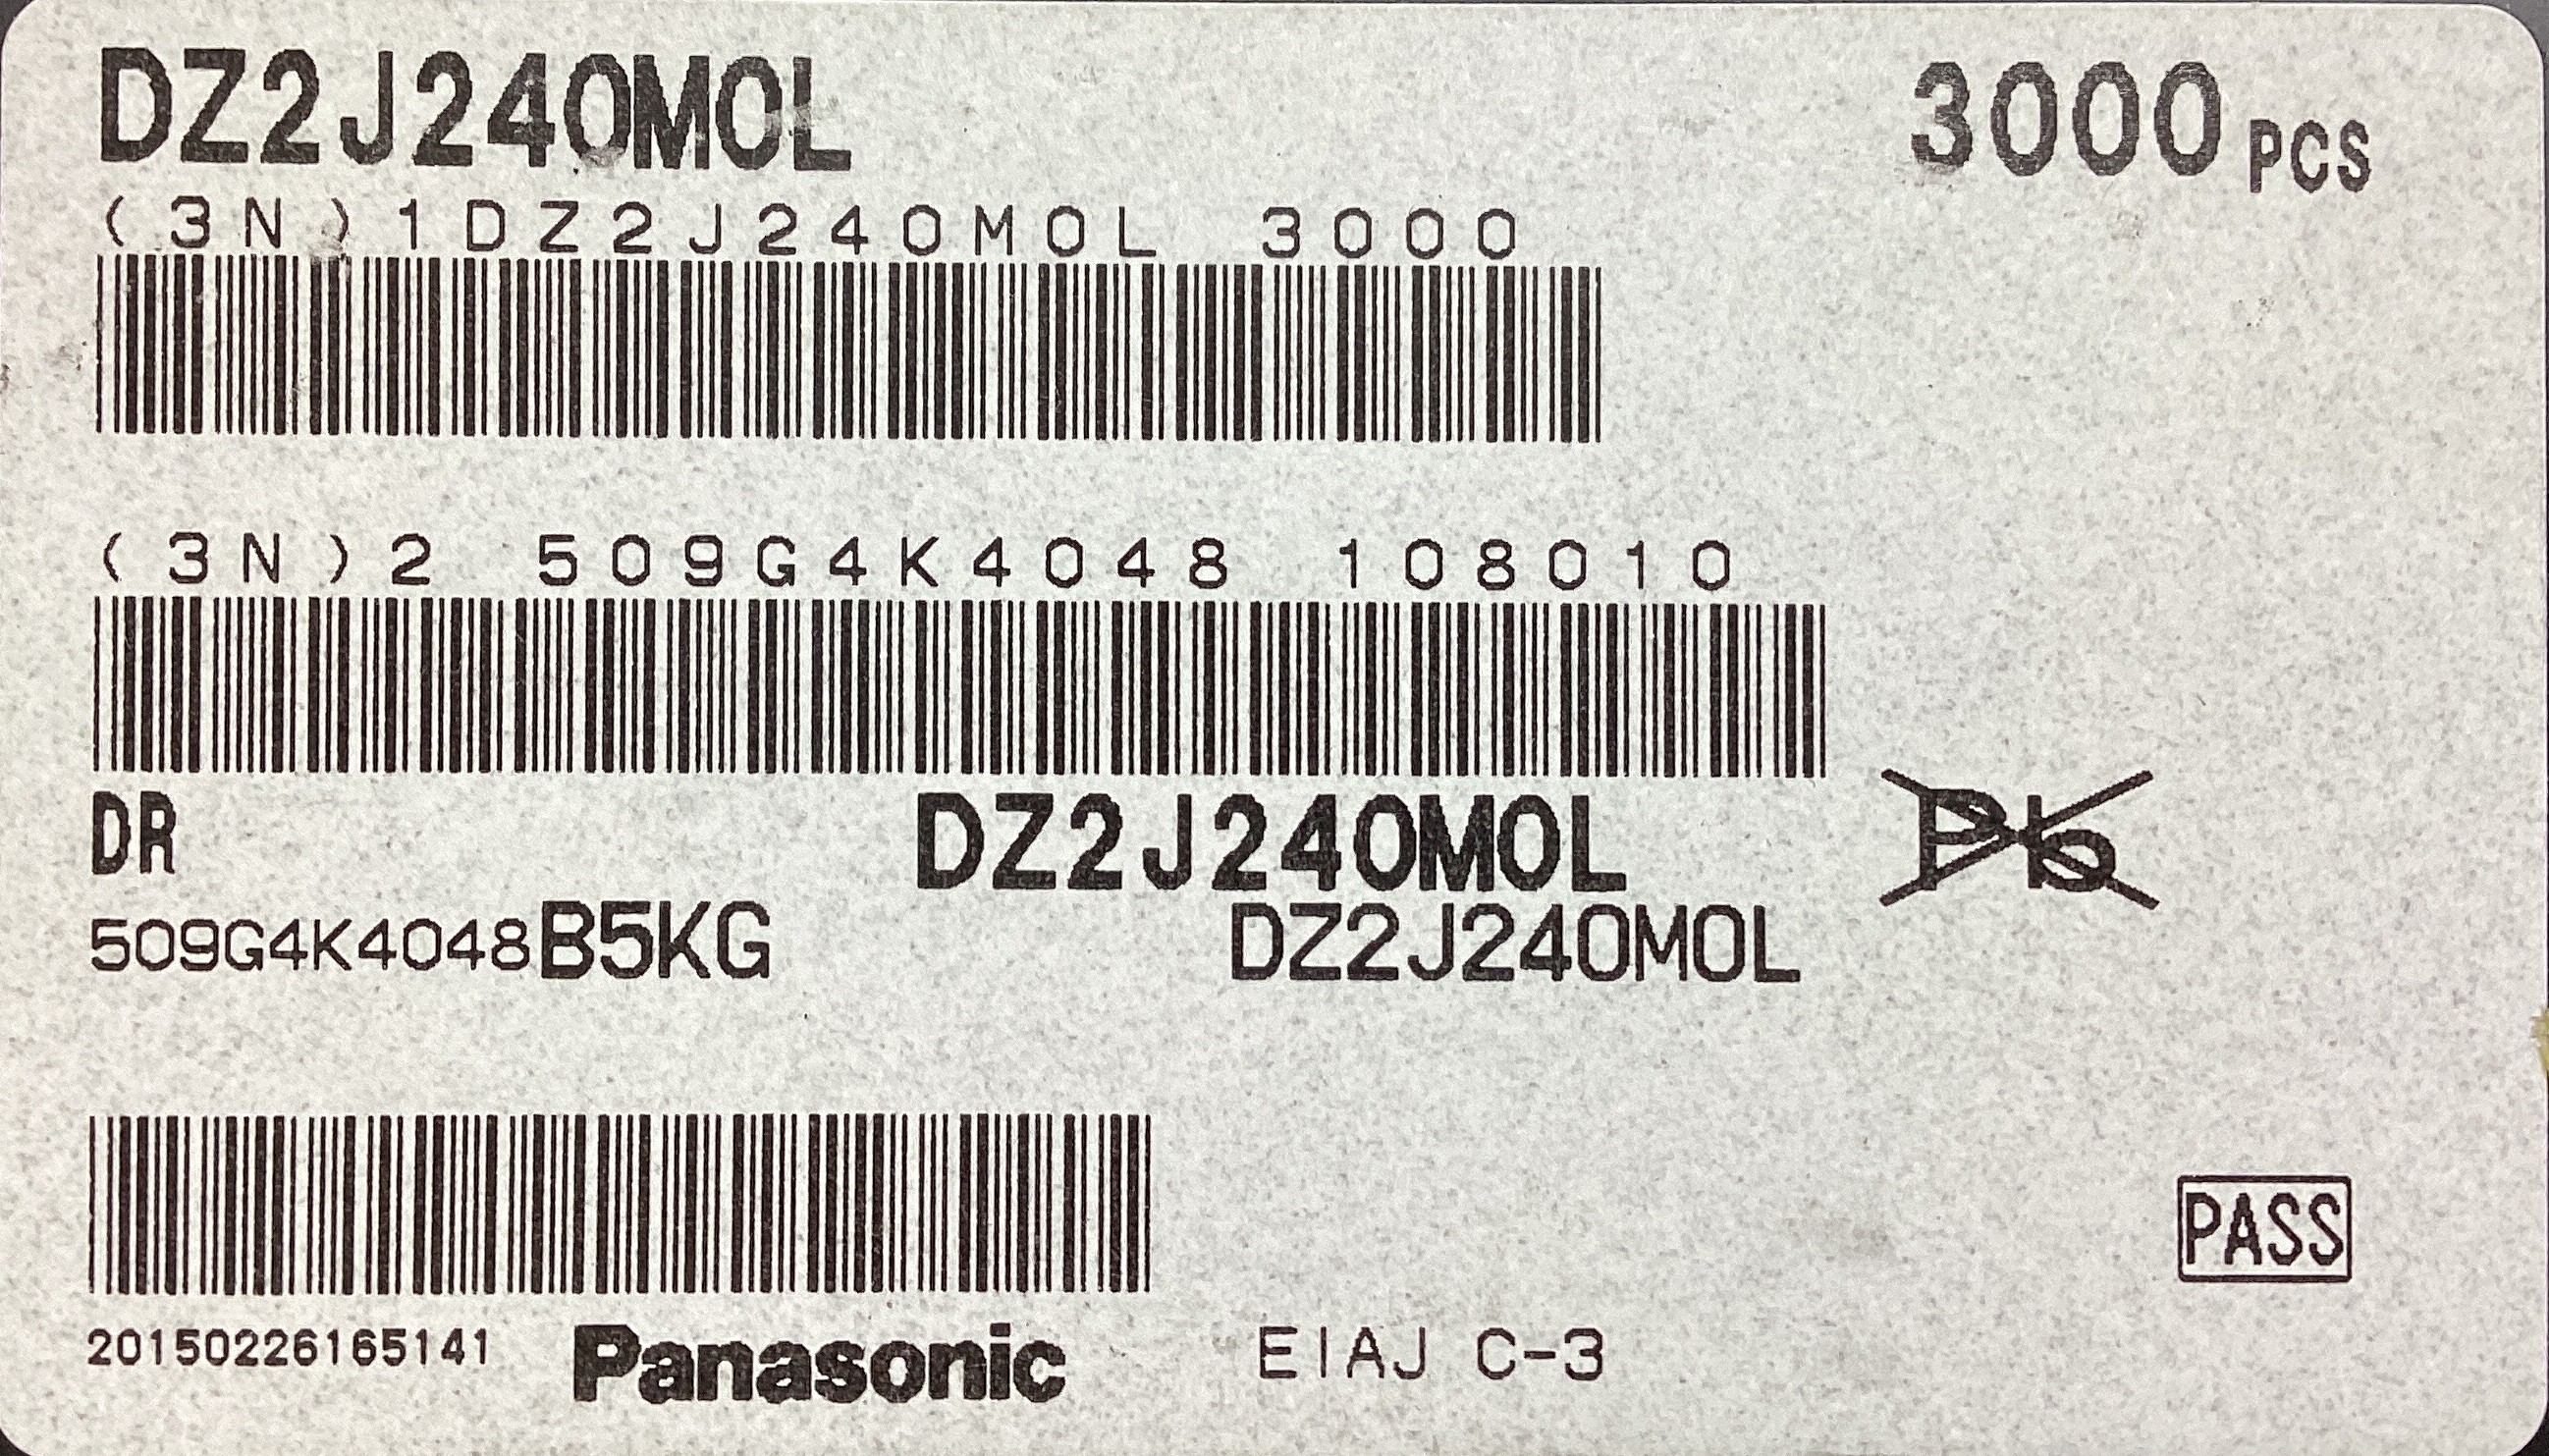 DZ2J240M0L 3000 PCS
(3N)1DZ2J240M0L 3000
(3N)2 509G4K4048 108010
DR DZ2J240M0L Pb
509G4K4048B5KG DZ2J240M0L
PASS
20150226165141 Panasonic EIAJ C-3